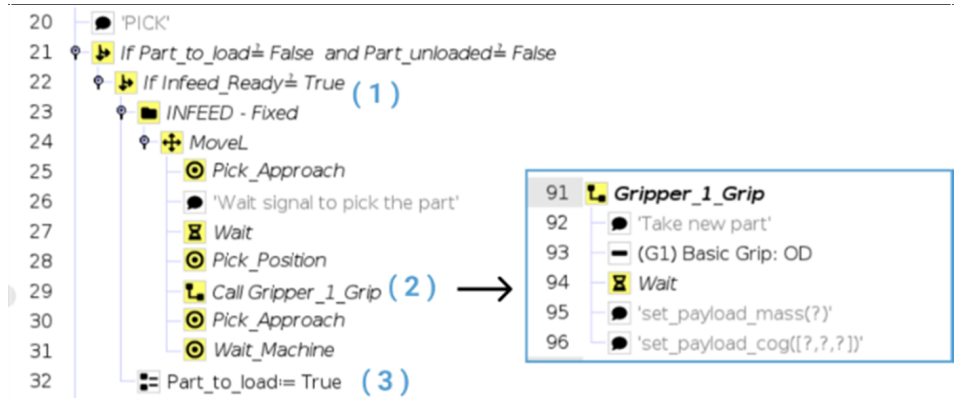 20 'PICK'
21 If Part_to_load≟ False and Part_unloaded≟ False
22 If Infeed_Ready≟ True (1)
23 INFEED - Fixed
24 MoveL
25 Pick_Approach
26 'Wait signal to pick the part'
27 Wait
28 Pick_Position
29 Call Gripper_1_Grip (2)
30 Pick_Approach
31 Wait_Machine
32 Part_to_load≔ True (3)
91 Gripper_1_Grip
92 'Take new part'
93 (G1) Basic Grip: OD
94 Wait
95 'set_payload_mass(?)'
96 'set_payload_cog([?,?,?])'